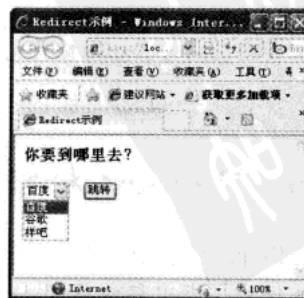 Redirect示例 - Windows Inter...
loc...
文件(F) 编辑(E) 查看(V) 收藏夹(A) 工具(T)
收藏夹 建议网站 获取更多加载项
Redirect示例
你要到哪里去?
百度 跳转
百度
谷歌
样吧
Internet 100%